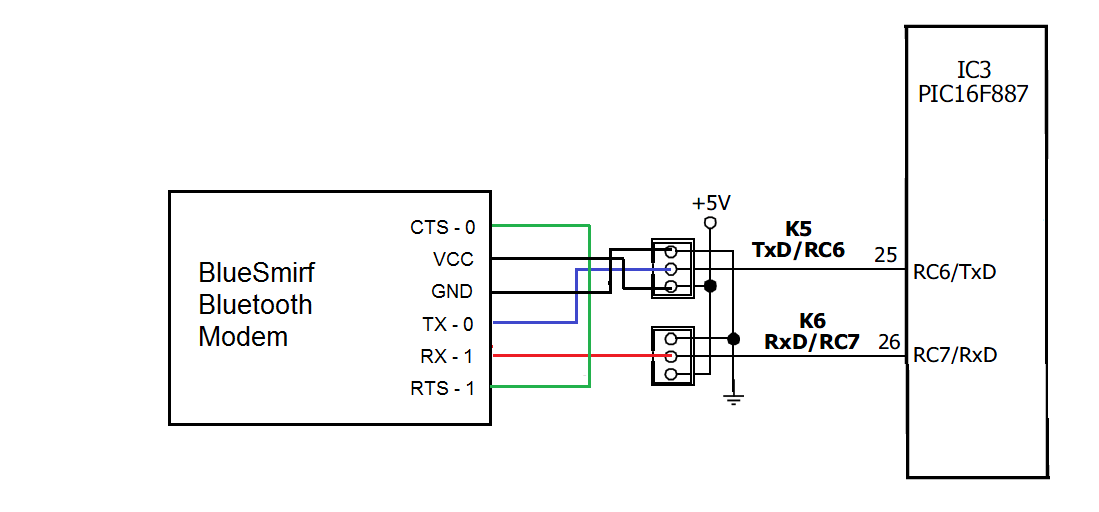 IC3
PIC16F887
+5V
K5
TxD/RC6
25
RC6/TxD
K6
RxD/RC7
26
RC7/RxD
BlueSmirf
Bluetooth
Modem
CTS - 0
VCC
GND
TX - 0
RX - 1
RTS - 1